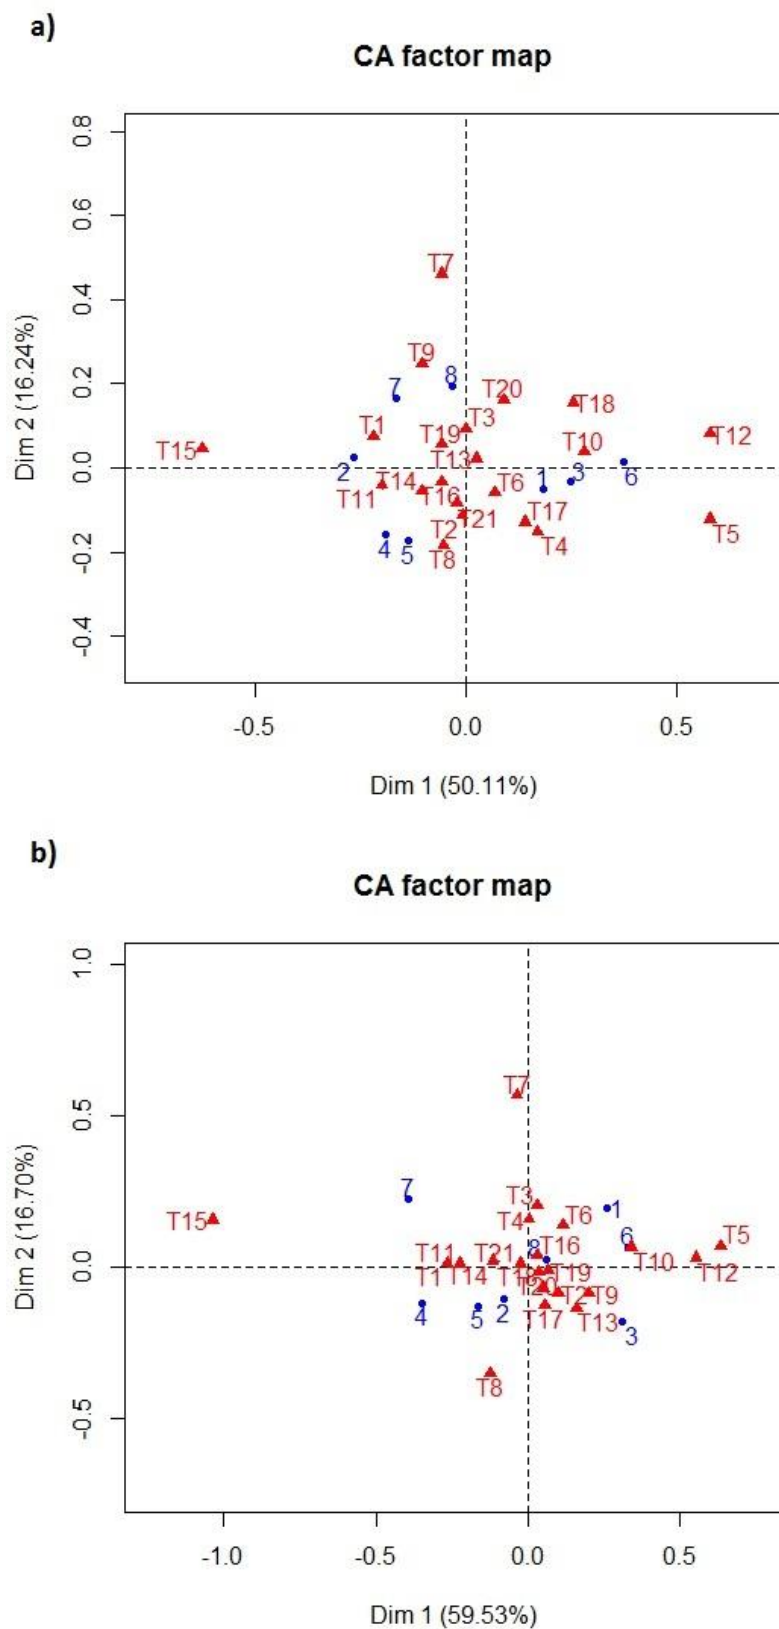 a)
CA factor map
0.8
0.6
0.4
0.2
0.0
-0.2
-0.4
Dim 2 (16.24%)
T7
T9
8
7
T20
T18
T3
T1
T19
T10
T12
T15
T13
2
T14
T6
1
3
6
T11
T16
T17
T21
T2
T5
4
5
T8
T4
-0.5
0.0
0.5
Dim 1 (50.11%)
b)
CA factor map
1.0
0.5
0.0
-0.5
Dim 2 (16.70%)
T7
7
T3
1
T15
T4
T6
6
T5
T11
T21
8
T16
T10
T1
T14
T19
T12
T20
T2
T9
4
5
2
T17
T13
3
T8
-1.0
-0.5
0.0
0.5
Dim 1 (59.53%)